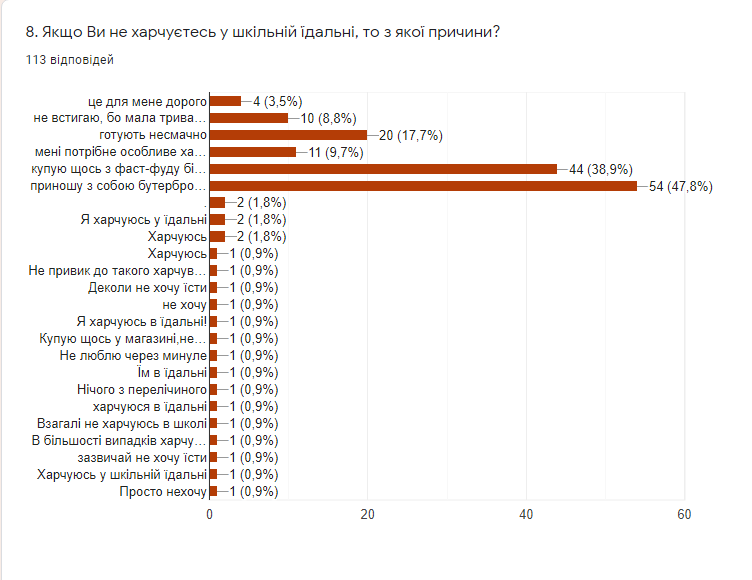 8. Якщо Ви не харчуєтесь у шкільній їдальні, то з якої причини?
113 відповідей
це для мене дорого 4 (3,5%)
не встигаю, бо мала трива... 10 (8,8%)
готують несмачно 20 (17,7%)
мені потрібне особливе ха... 11 (9,7%)
купую щось з фаст-фуду бі... 44 (38,9%)
приношу з собою бутербро... 54 (47,8%)
. 2 (1,8%)
Я харчуюсь у їдальні 2 (1,8%)
Харчуюсь 2 (1,8%)
Харчуюсь 1 (0,9%)
Не привик до такого харчув... 1 (0,9%)
Деколи не хочу їсти 1 (0,9%)
не хочу 1 (0,9%)
Я харчуюсь в їдальні! 1 (0,9%)
Купую щось у магазині,не... 1 (0,9%)
Не люблю через минуле 1 (0,9%)
Їм в їдальні 1 (0,9%)
Нічого з перелічиного 1 (0,9%)
харчуюся в їдальні 1 (0,9%)
Взагалі не харчуюсь в школі 1 (0,9%)
В більшості випадків харчу... 1 (0,9%)
зазвичай не хочу їсти 1 (0,9%)
Харчуюсь у шкільній їдальні 1 (0,9%)
Просто нехочу 1 (0,9%)
0 20 40 60